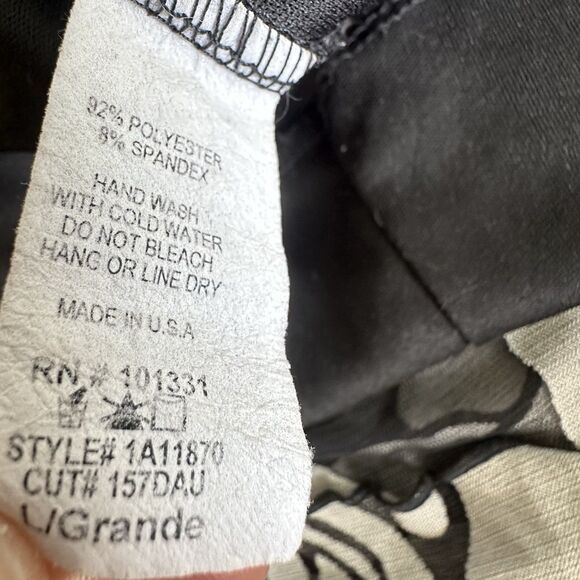 92% POLYESTER
8% SPANDEX
HAND WASH
WITH COLD WATER
DO NOT BLEACH
HANG OR LINE DRY
MADE IN U.S.A
RN # 101331
STYLE# 1A11870
CUT# 157DAU
L/Grande